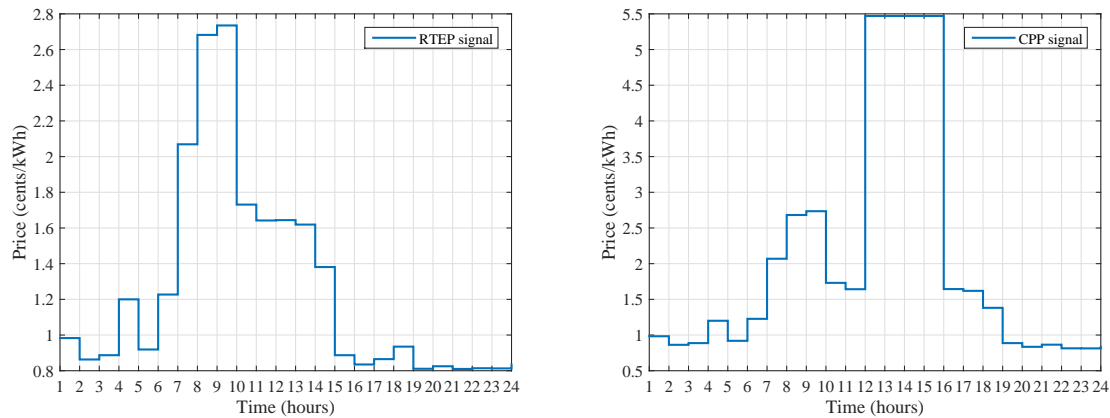 2.8
2.6
2.4
2.2
2
1.8
1.6
1.4
1.2
1
0.8
Price (cents/kWh)
RTEP signal
1 2 3 4 5 6 7 8 9 10 11 12 13 14 15 16 17 18 19 20 21 22 23 24
Time (hours)
5.5
5
4.5
4
3.5
3
2.5
2
1.5
1
0.5
Price (cents/kWh)
CPP signal
1 2 3 4 5 6 7 8 9 10 11 12 13 14 15 16 17 18 19 20 21 22 23 24
Time (hours)